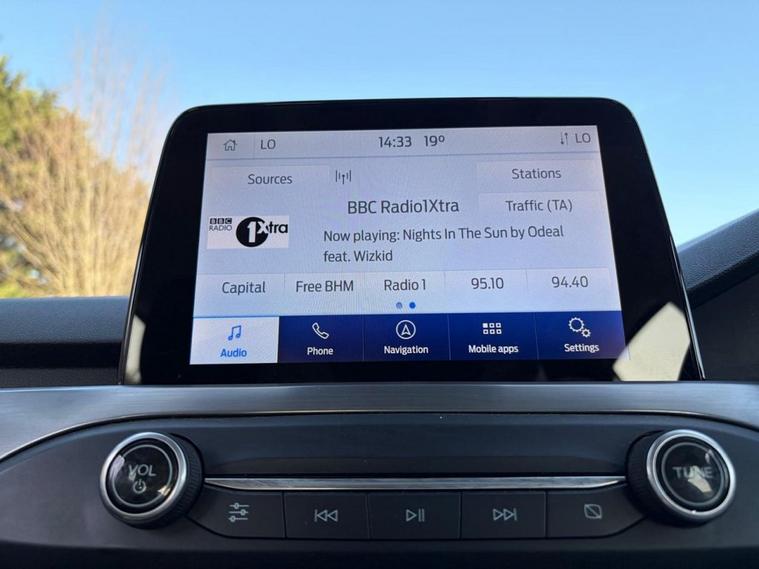 LO 14:33 19° LO
Sources Stations
BBC Radio1Xtra Traffic (TA)
BBC
RADIO 1Xtra
Now playing: Nights In The Sun by Odeal
feat. Wizkid
Capital Free BHM Radio 1 95.10 94.40
Audio Phone Navigation Mobile apps Settings
VOL TUNE